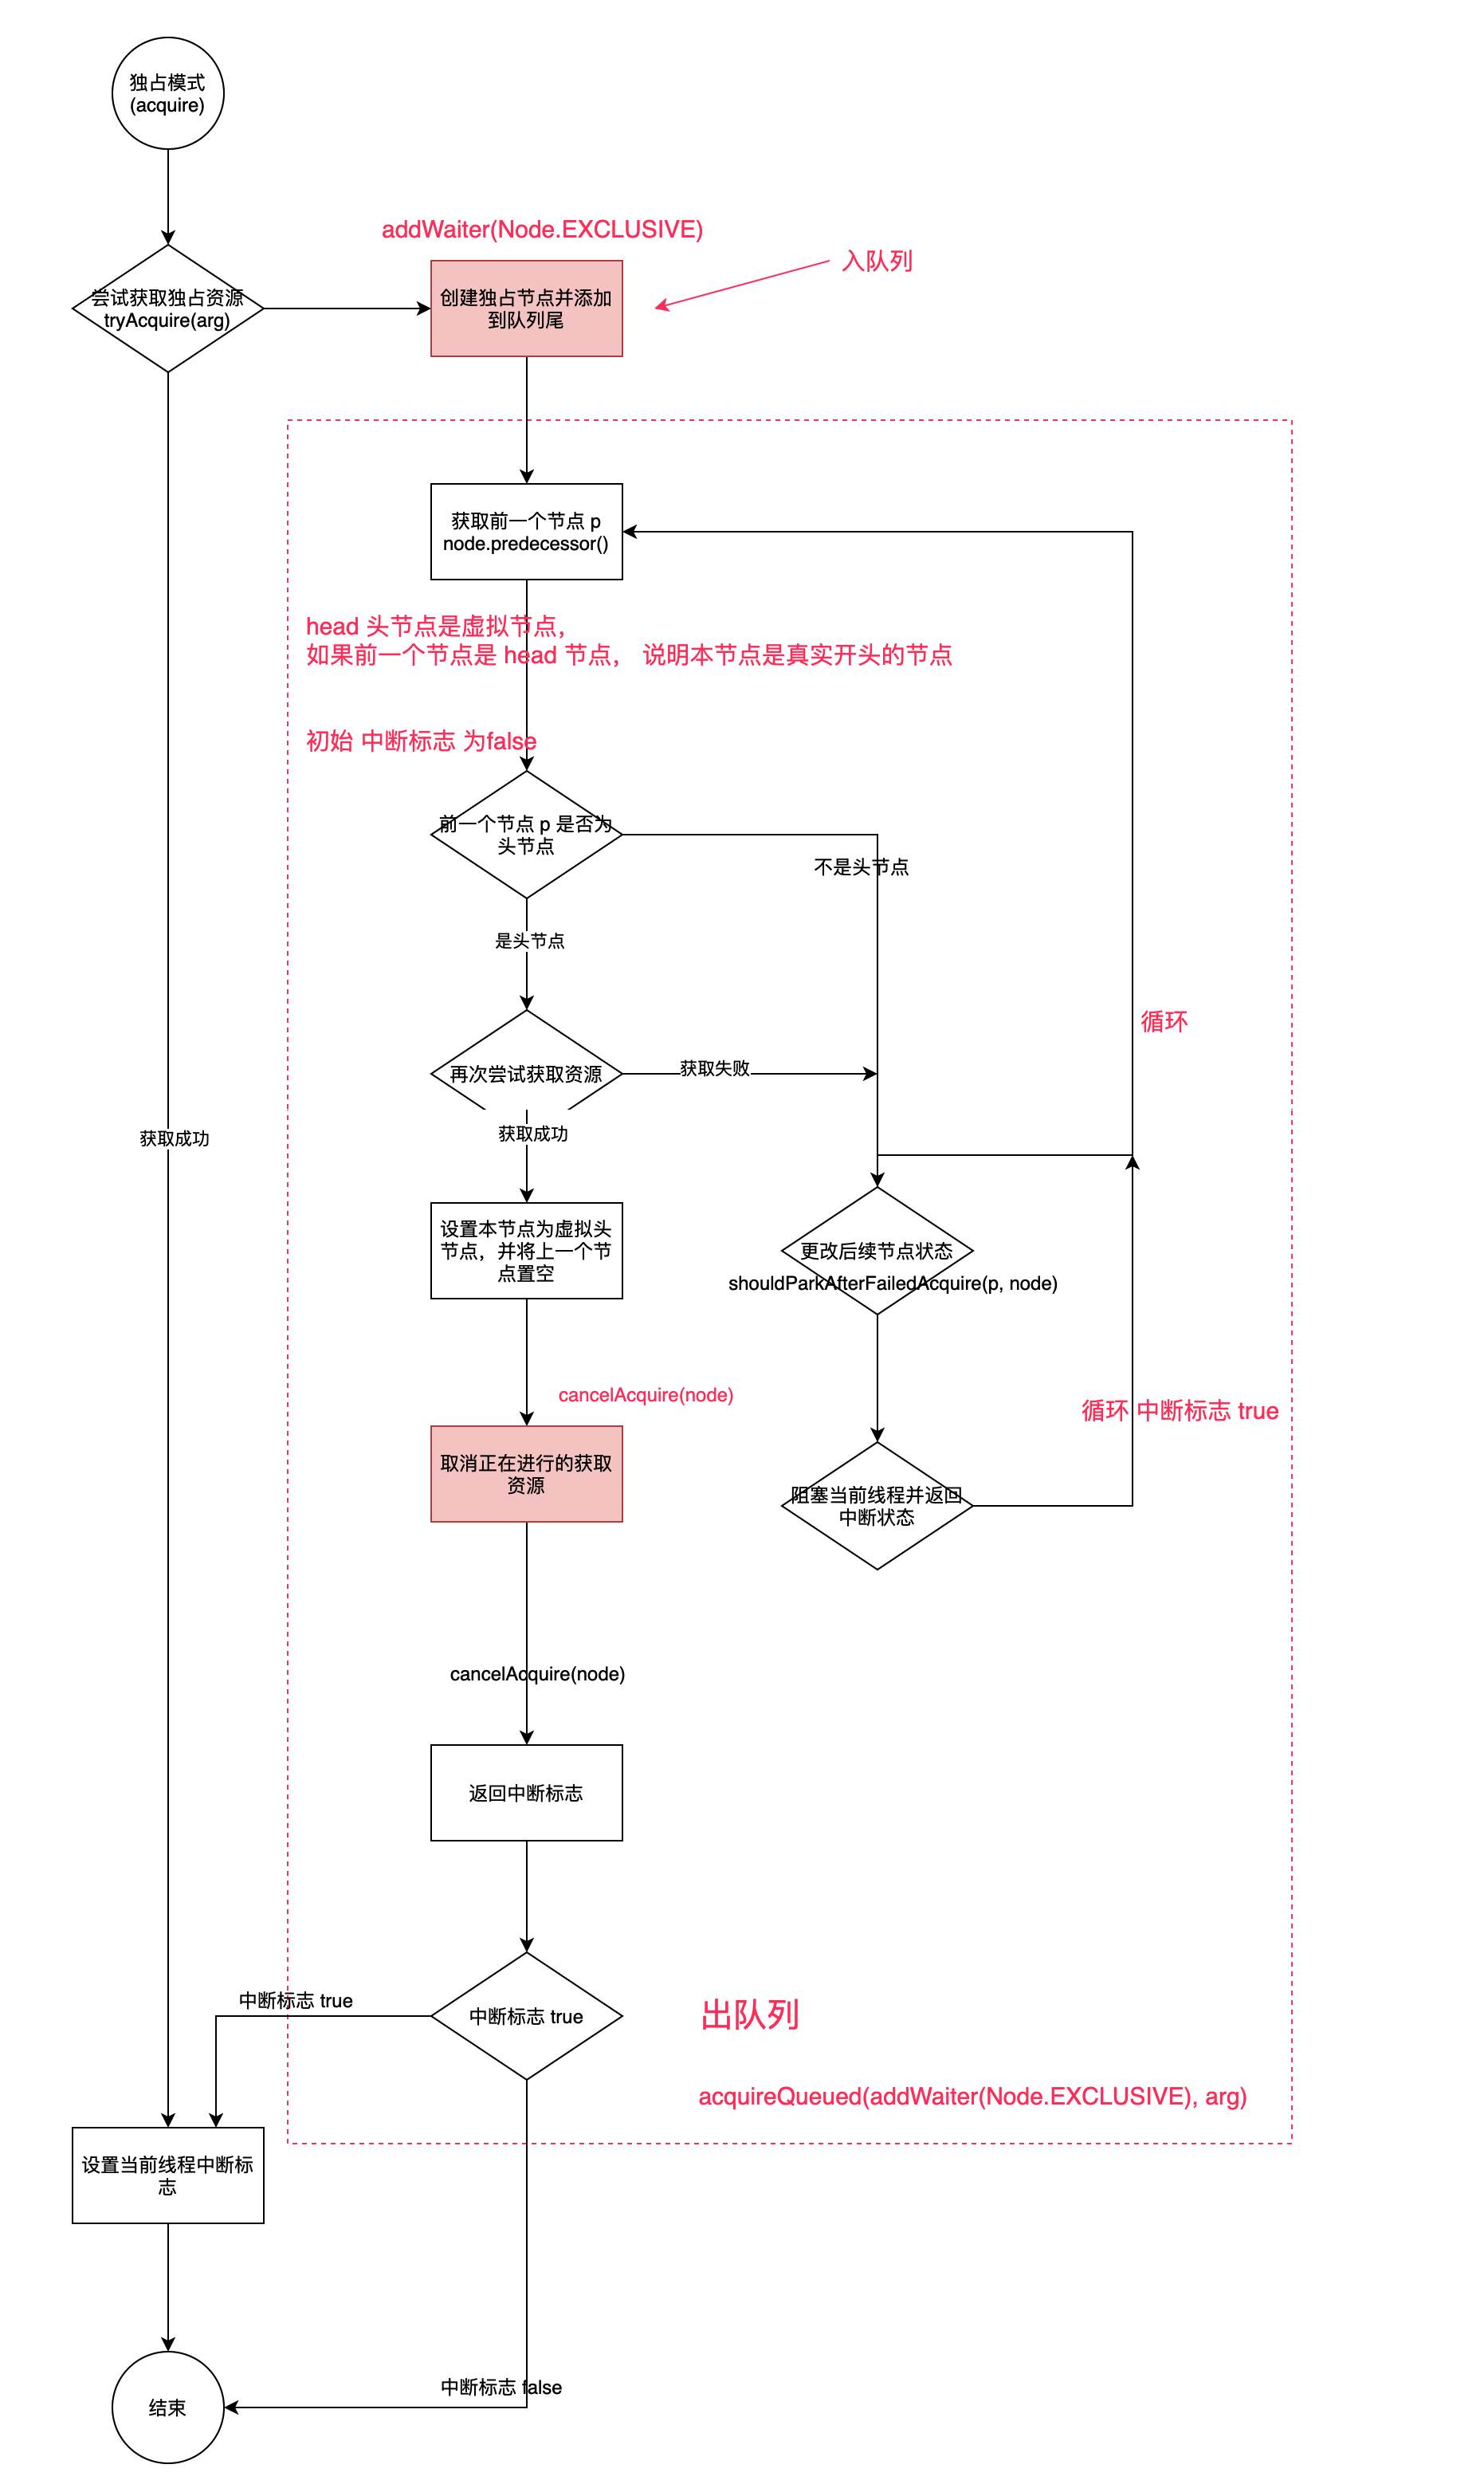 独占模式
(acquire)
addWaiter(Node.EXCLUSIVE)
入队列
尝试获取独占资源
tryAcquire(arg)
创建独占节点并添加
到队列尾
获取前一个节点 p
node.predecessor()
head 头节点是虚拟节点，
如果前一个节点是 head 节点， 说明本节点是真实开头的节点
初始 中断标志 为false
前一个节点 p 是否为
头节点
不是头节点
是头节点
循环
再次尝试获取资源
获取失败
获取成功
获取成功
设置本节点为虚拟头
节点，并将上一个节
点置空
更改后续节点状态
shouldParkAfterFailedAcquire(p, node)
cancelAcquire(node)
循环 中断标志 true
取消正在进行的获取
资源
阻塞当前线程并返回
中断状态
cancelAcquire(node)
返回中断标志
中断标志 true
中断标志 true
出队列
acquireQueued(addWaiter(Node.EXCLUSIVE), arg)
设置当前线程中断标
志
中断标志 false
结束